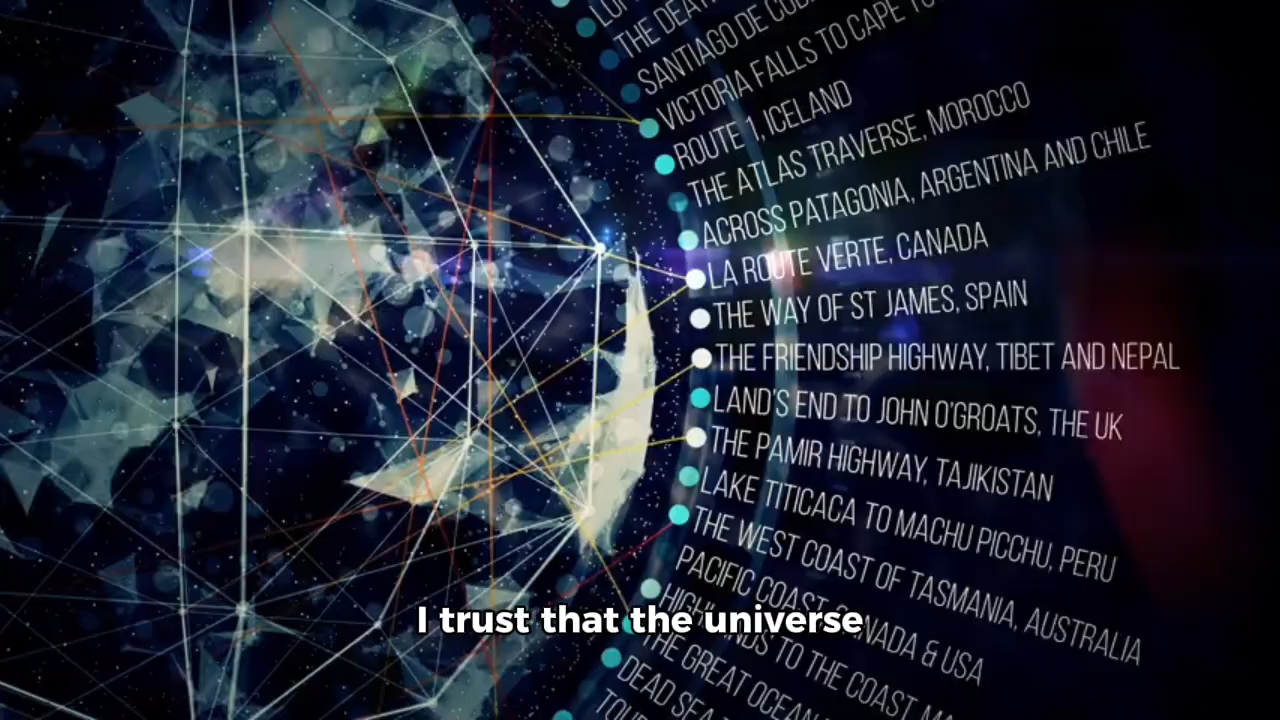 THE
SANTIAGO DE
VICTORIA FALLS TO CAPE
ROUTE 1, ICELAND
THE ATLAS TRAVERSE, MOROCCO
ACROSS PATAGONIA, ARGENTINA AND CHILE
LA ROUTE VERTE, CANADA
THE WAY OF ST JAMES, SPAIN
THE FRIENDSHIP HIGHWAY, TIBET AND NEPAL
LAND'S END TO JOHN O'GROATS, THE UK
THE PAMIR HIGHWAY, TAJIKISTAN
LAKE TITICACA TO MACHU PICCHU, PERU
THE WEST COAST OF TASMANIA, AUSTRALIA
PACIFIC COAST, CANADA & USA
I trust that the universe
TO THE COAST
THE GREAT OCEAN
DEAD SEA